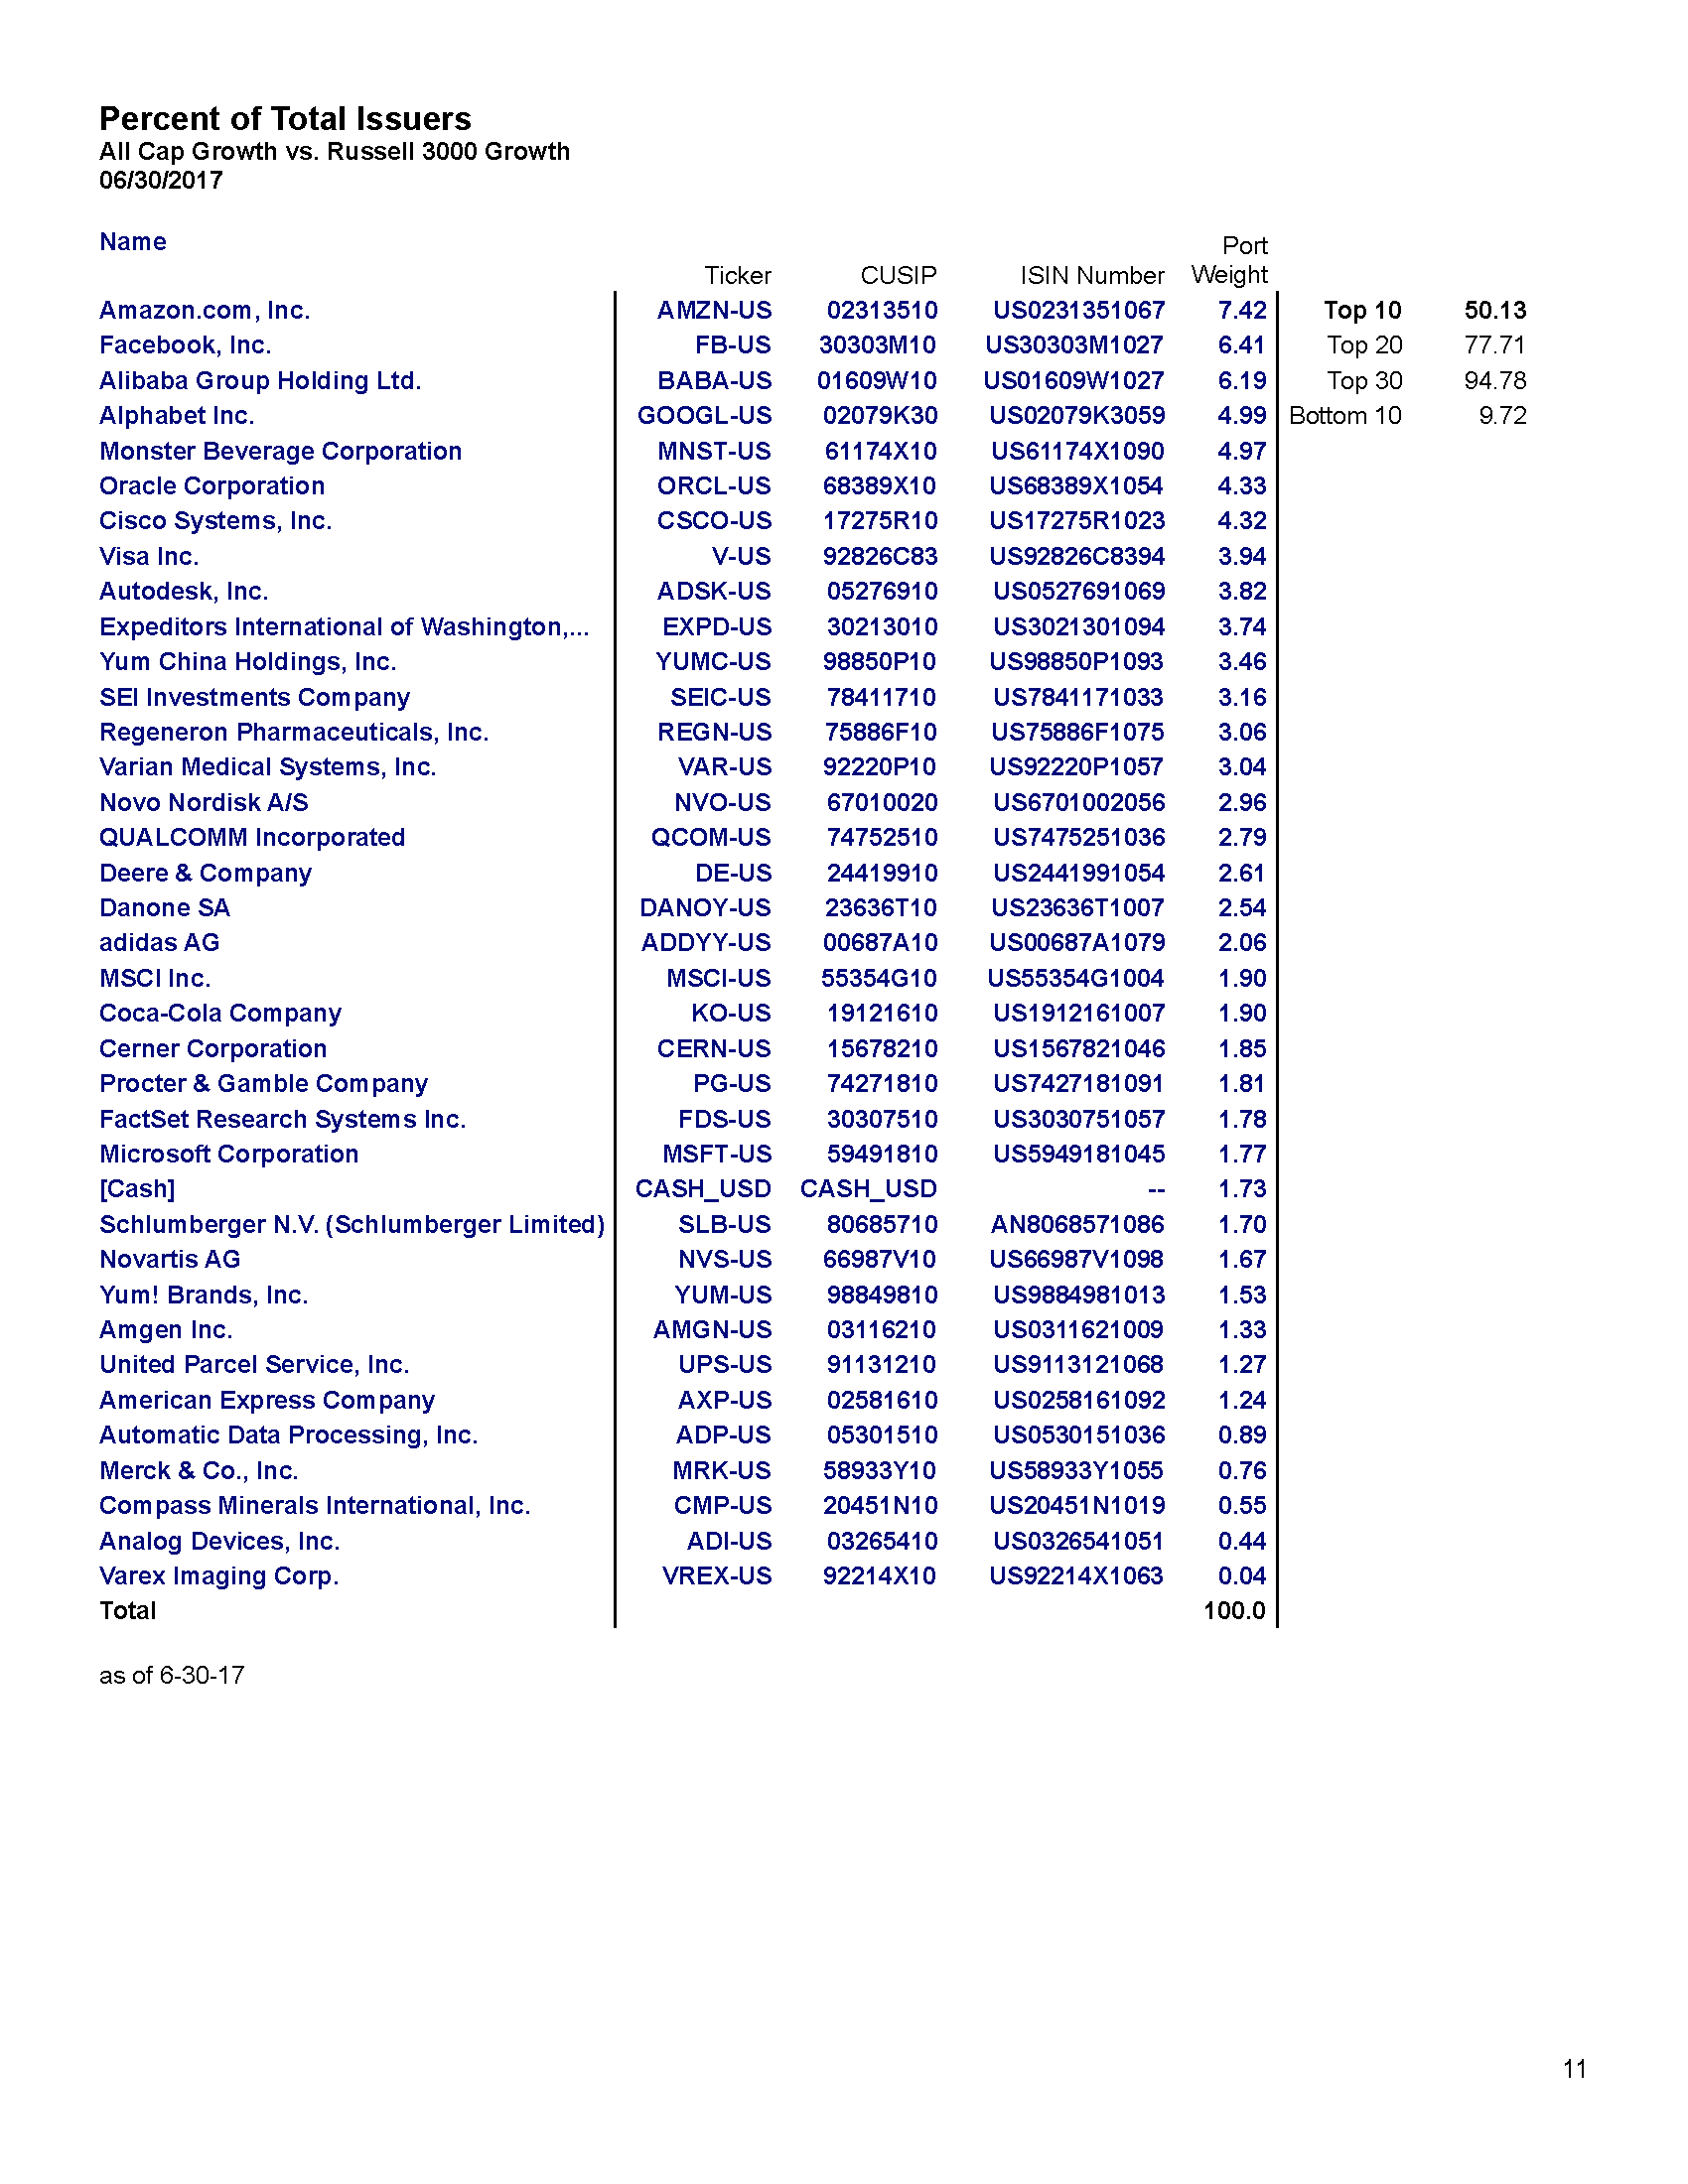 Percent of Total Issuers
All Cap Growth vs. Russell 3000 Growth
06/30/2017
Name Ticker CUSIP ISIN Number Port Weight
Amazon.com, Inc. AMZN-US 02313510 US0231351067 7.42 Top 10 50.13
Facebook, Inc. FB-US 30303M10 US30303M1027 6.41 Top 20 77.71
Alibaba Group Holding Ltd. BABA-US 01609W10 US01609W1027 6.19 Top 30 94.78
Alphabet Inc. GOOGL-US 02079K30 US02079K3059 4.99 Bottom 10 9.72
Monster Beverage Corporation MNST-US 61174X10 US61174X1090 4.97
Oracle Corporation ORCL-US 68389X10 US68389X1054 4.33
Cisco Systems, Inc. CSCO-US 17275R10 US17275R1023 4.32
Visa Inc. V-US 92826C83 US92826C8394 3.94
Autodesk, Inc. ADSK-US 05276910 US0527691069 3.82
Expeditors International of Washington,... EXPD-US 30213010 US3021301094 3.74
Yum China Holdings, Inc. YUMC-US 98850P10 US98850P1093 3.46
SEI Investments Company SEIC-US 78411710 US7841171033 3.16
Regeneron Pharmaceuticals, Inc. REGN-US 75886F10 US75886F1075 3.06
Varian Medical Systems, Inc. VAR-US 92220P10 US92220P1057 3.04
Novo Nordisk A/S NVO-US 67010020 US6701002056 2.96
QUALCOMM Incorporated QCOM-US 74752510 US7475251036 2.79
Deere & Company DE-US 24419910 US2441991054 2.61
Danone SA DANOY-US 23636T10 US23636T1007 2.54
adidas AG ADDYY-US 00687A10 US00687A1079 2.06
MSCI Inc. MSCI-US 55354G10 US55354G1004 1.90
Coca-Cola Company KO-US 19121610 US1912161007 1.90
Cerner Corporation CERN-US 15678210 US1567821046 1.85
Procter & Gamble Company PG-US 74271810 US7427181091 1.81
FactSet Research Systems Inc. FDS-US 30307510 US3030751057 1.78
Microsoft Corporation MSFT-US 59491810 US5949181045 1.77
[Cash] CASH_USD CASH_USD -- 1.73
Schlumberger N.V. (Schlumberger Limited) SLB-US 80685710 AN8068571086 1.70
Novartis AG NVS-US 66987V10 US66987V1098 1.67
Yum! Brands, Inc. YUM-US 98849810 US9884981013 1.53
Amgen Inc. AMGN-US 03116210 US0311621009 1.33
United Parcel Service, Inc. UPS-US 91131210 US9113121068 1.27
American Express Company AXP-US 02581610 US0258161092 1.24
Automatic Data Processing, Inc. ADP-US 05301510 US0530151036 0.89
Merck & Co., Inc. MRK-US 58933Y10 US58933Y1055 0.76
Compass Minerals International, Inc. CMP-US 20451N10 US20451N1019 0.55
Analog Devices, Inc. ADI-US 03265410 US0326541051 0.44
Varex Imaging Corp. VREX-US 92214X10 US92214X1063 0.04
Total 100.0
as of 6-30-17
11